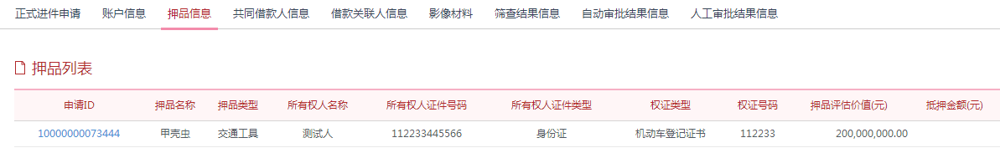 正式进件申请 账户信息 押品信息 共同借款人信息 借款关联人信息 影像材料 筛查结果信息 自动审批结果信息 人工审批结果信息
押品列表
申请ID 押品名称 押品类型 所有权人名称 所有权人证件号码 所有权人证件类型 权证类型 权证号码 押品评估价值(元) 抵押金额(元)
10000000073444 甲壳虫 交通工具 测试人 112233445566 身份证 机动车登记证书 112233 200,000,000.00